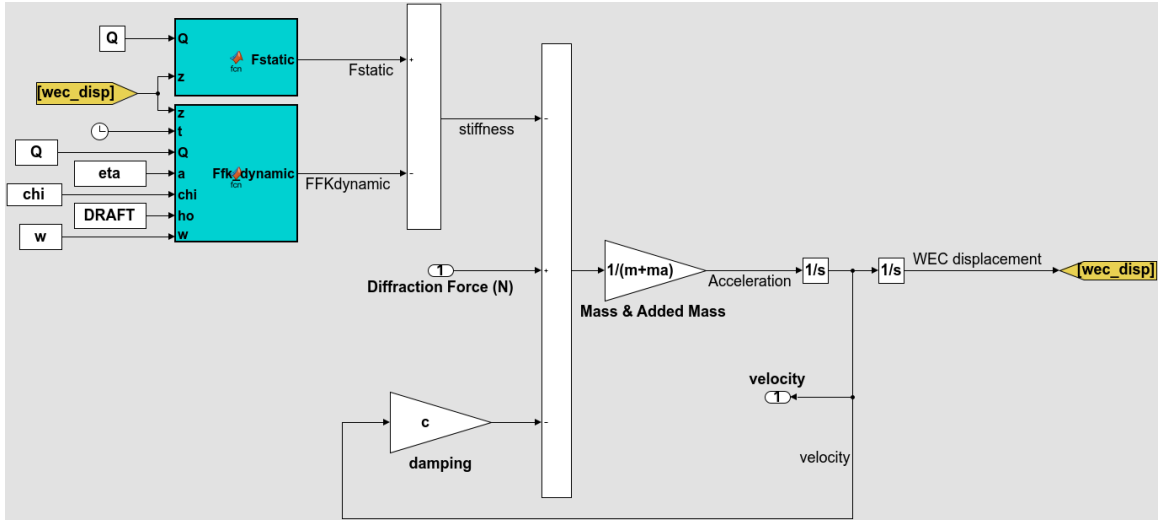 Q
Q
Fstatic
fcn
z
[wec_disp]
Fstatic
z
t
Q
Q
eta
a
Ffk_dynamic
fcn
FFKdynamic
chi
chi
DRAFT
ho
w
w
+
-
stiffness
-
+
-
1
Diffraction Force (N)
1/(m+ma)
Mass & Added Mass
Acceleration
1/s
1/s
WEC displacement
[wec_disp]
velocity
1
c
damping
velocity